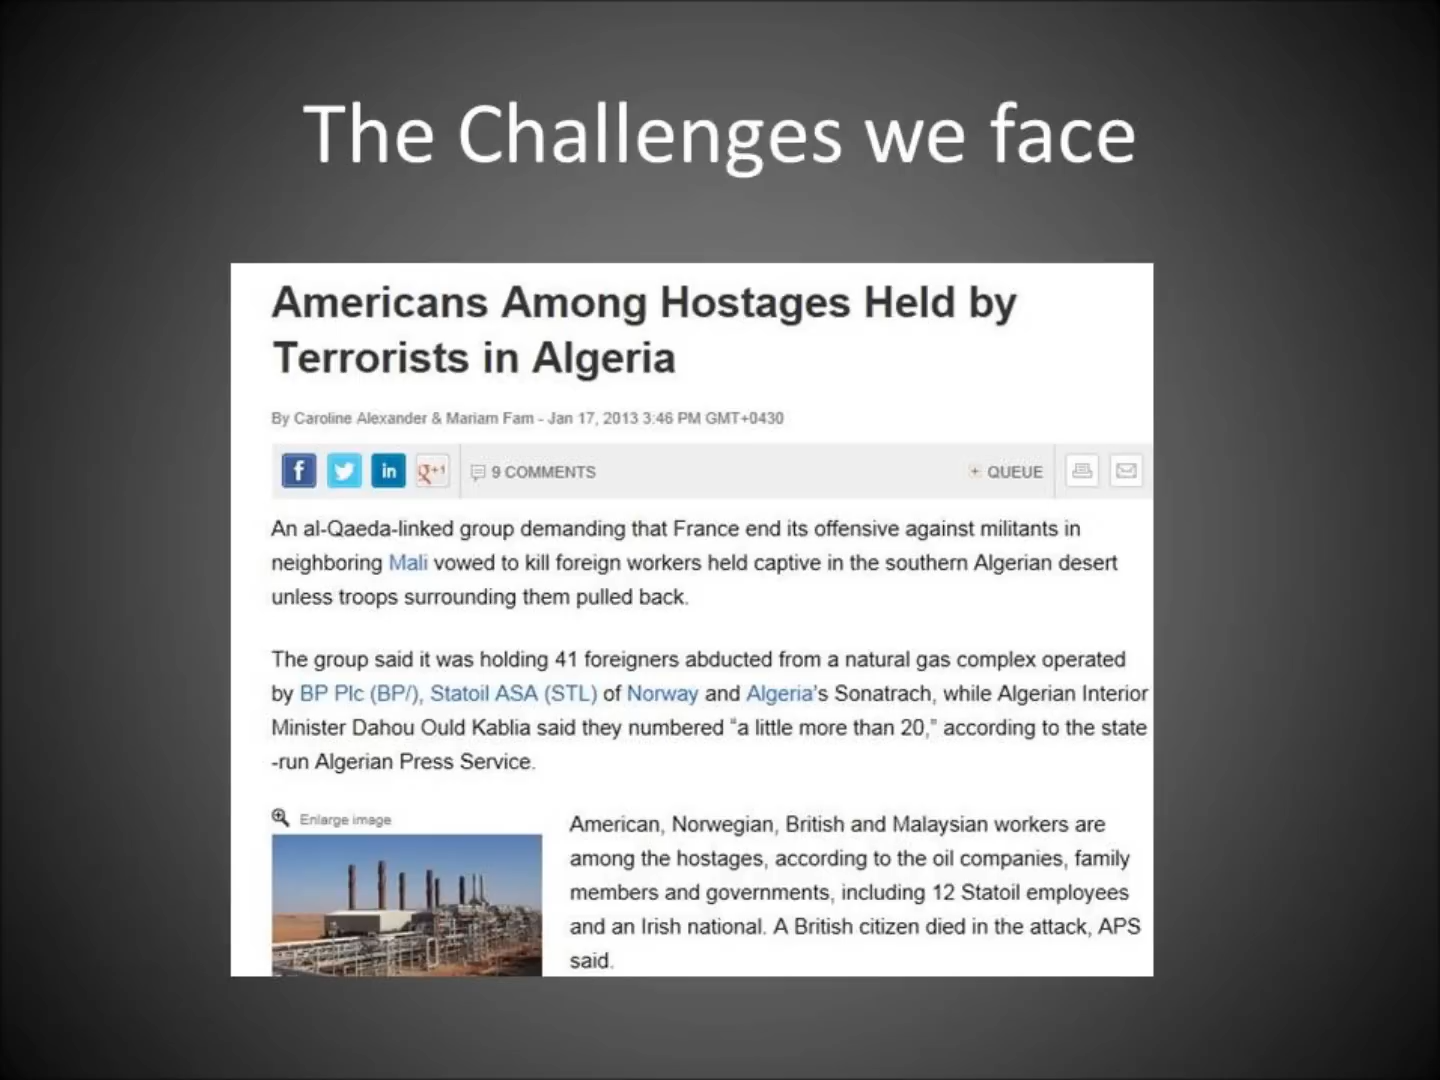 The Challenges we face
Americans Among Hostages Held by
Terrorists in Algeria
By Caroline Alexander & Mariam Fam - Jan 17, 2013 3:46 PM GMT+0430
f in g+1 9 COMMENTS + QUEUE
An al-Qaeda-linked group demanding that France end its offensive against militants in
neighboring Mali vowed to kill foreign workers held captive in the southern Algerian desert
unless troops surrounding them pulled back.
The group said it was holding 41 foreigners abducted from a natural gas complex operated
by BP Plc (BP/), Statoil ASA (STL) of Norway and Algeria's Sonatrach, while Algerian Interior
Minister Dahou Ould Kablia said they numbered “a little more than 20,” according to the state
-run Algerian Press Service.
Enlarge image
American, Norwegian, British and Malaysian workers are
among the hostages, according to the oil companies, family
members and governments, including 12 Statoil employees
and an Irish national. A British citizen died in the attack, APS
said.